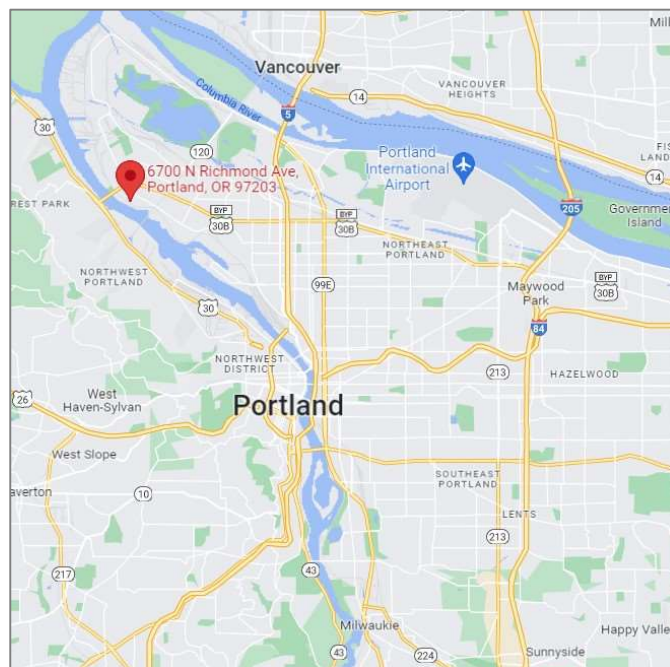 Mill
Vancouver
30
Columbia River
5
14
VANCOUVER
HEIGHTS
120
Portland
International
Airport
FIS
LAND
14
6700 N Richmond Ave,
Portland, OR 97203
REST PARK
BYP
30B
BYP
30B
205
Government
Island
NORTHEAST
PORTLAND
NORTHWEST
PORTLAND
99E
Maywood
Park
BYP
30B
30
84
NORTHWEST
DISTRICT
213
HAZELWOOD
26
West
Haven-Sylvan
Portland
West Slope
SOUTHEAST
PORTLAND
averton
10
LENTS
213
217
43
43
Milwaukie
Happy Valley
224
Sunnyside